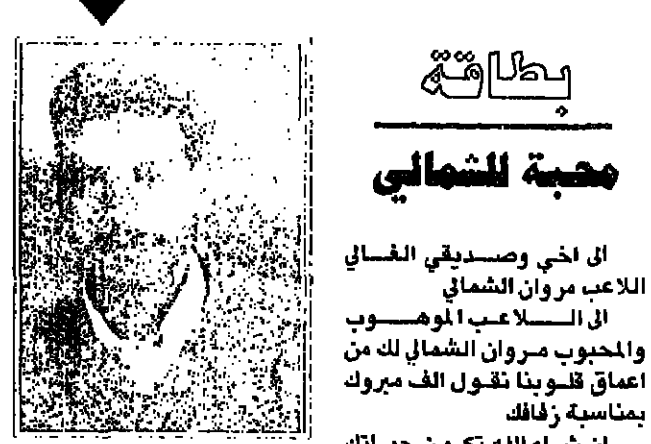 بطاقة
محبة للشمالي
الى اخي وصديقي الغالي
اللاعب مروان الشمالي
الى اللاعب الموهوب
والمحبوب مروان الشمالي لك من
اعماق قلوبنا نقول الف مبروك
بمناسبة زفافك